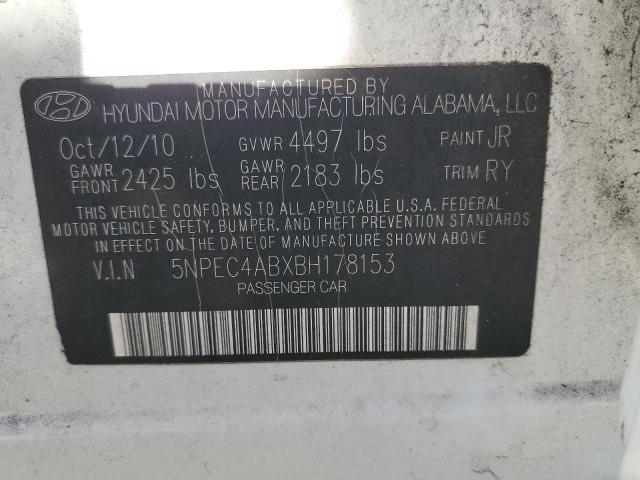 MANUFACTURED BY
HYUNDAI MOTOR MANUFACTURING ALABAMA, LLC
Oct/12/10 GVWR 4497 lbs PAINT JR
GAWR FRONT 2425 lbs GAWR REAR 2183 lbs TRIM RY
THIS VEHICLE CONFORMS TO ALL APPLICABLE U.S.A. FEDERAL
MOTOR VEHICLE SAFETY, BUMPER, AND THEFT PREVENTION STANDARDS
IN EFFECT ON THE DATE OF MANUFACTURE SHOWN ABOVE
V.I.N 5NPEC4ABXBH178153
PASSENGER CAR